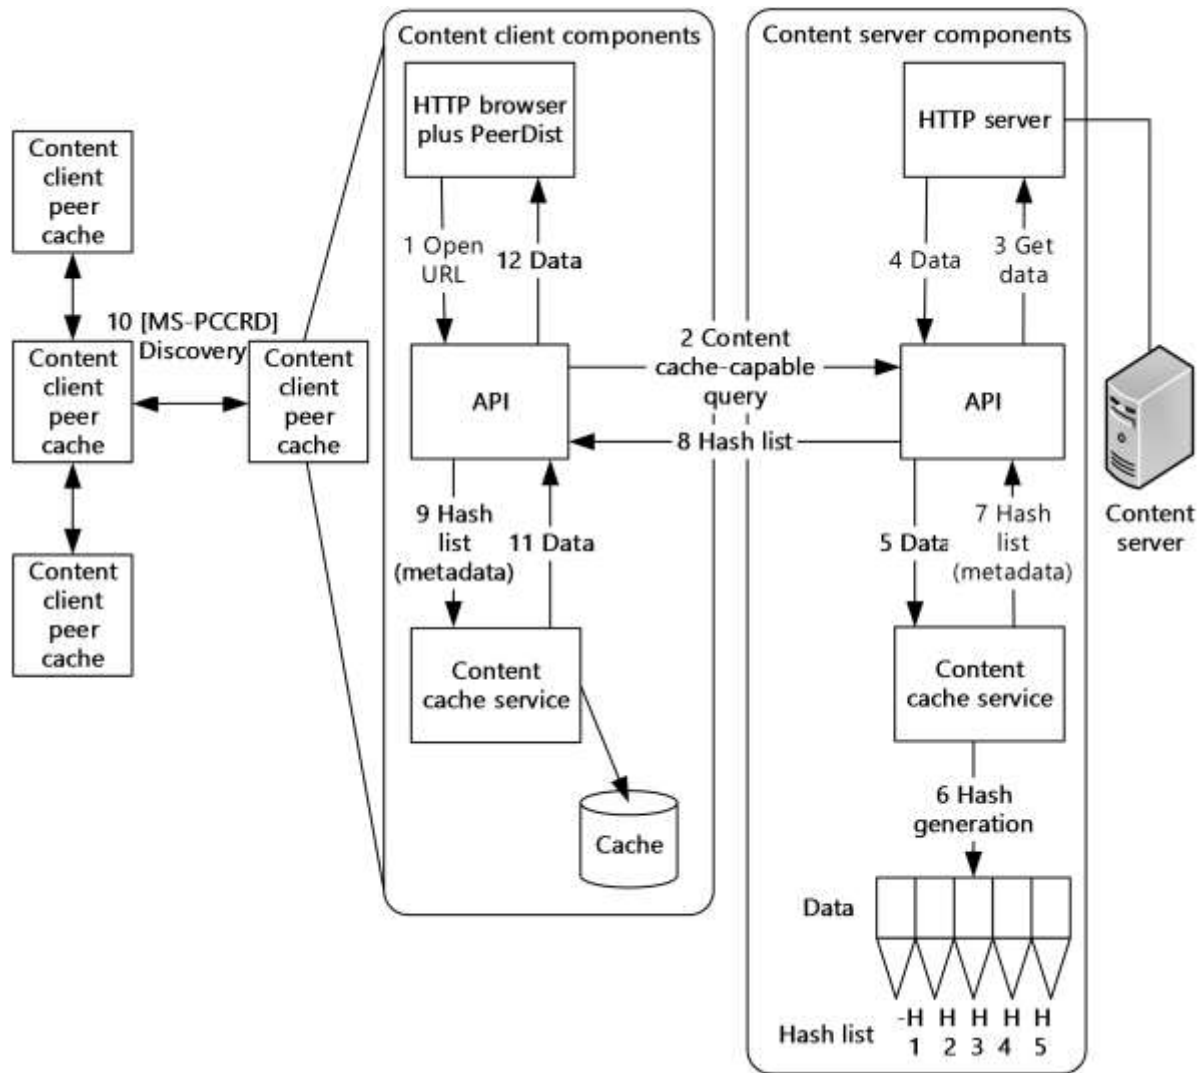 Content client components
Content server components
HTTP browser
plus PeerDist
HTTP server
Content
client
peer
cache
1 Open
URL
12 Data
4 Data
3 Get
data
10 [MS-PCCRD]
Discovery
Content
client
peer
cache
Content
client
peer
cache
API
2 Content
cache-capable
query
8 Hash list
API
Content
server
9 Hash
list
(metadata)
11 Data
5 Data
7 Hash
list
(metadata)
Content
client
peer
cache
Content
cache service
Content
cache service
Cache
6 Hash
generation
Data
Hash list
-H H H H H
1 2 3 4 5